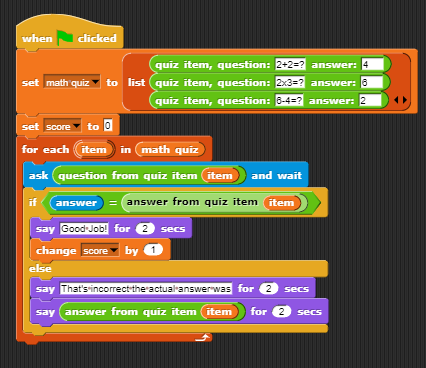 when clicked
quiz item, question: 2+2=? answer: 4
set math quiz to list quiz item, question: 2x3=? answer: 6
quiz item, question: 6-4=? answer: 2
set score to 0
for each item in math quiz
ask question from quiz item item and wait
if answer = answer from quiz item item
say Good·Job! for 2 secs
change score by 1
else
say That's·incorrect·the·actual·answer·was for 2 secs
say answer from quiz item item for 2 secs